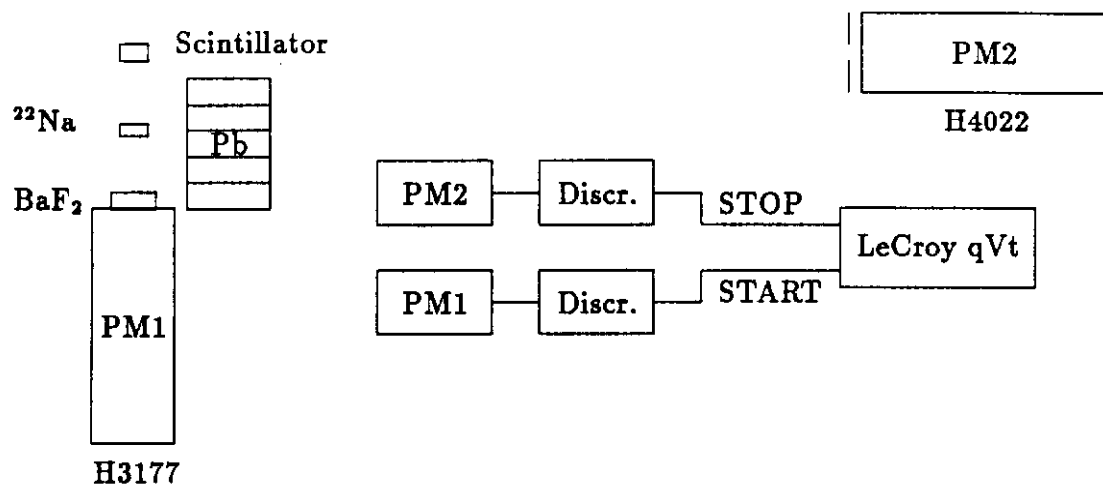 Scintillator
PM2
²²Na
Pb
H4022
BaF₂
PM2
Discr.
STOP
LeCroy qVt
PM1
Discr.
START
PM1
H3177